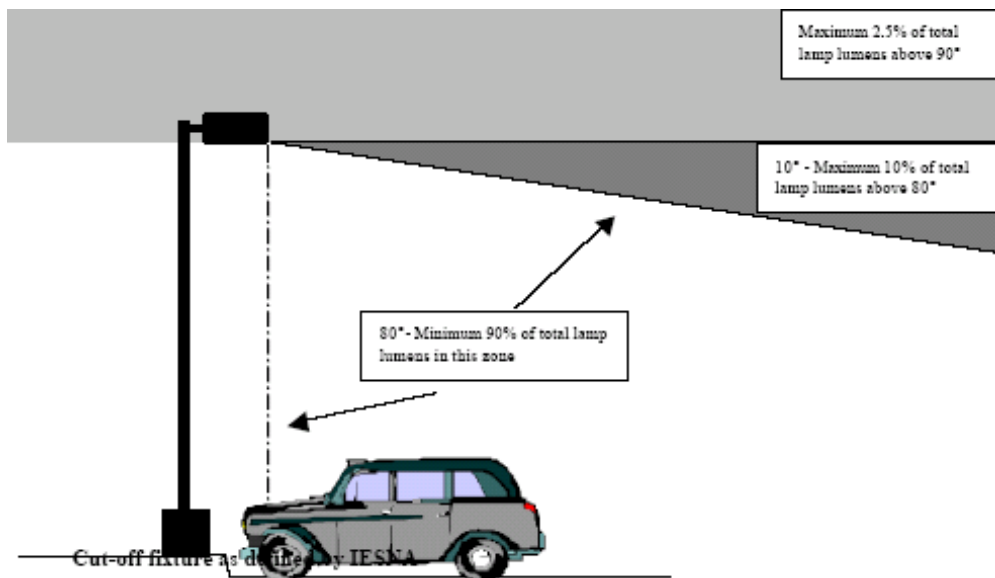 Maximum 2.5% of total
lamp lumens above 90°
10° - Maximum 10% of total
lamp lumens above 80°
80°- Minimum 90% of total lamp
lumens in this zone
Cut-off fixture as defined by IESNA